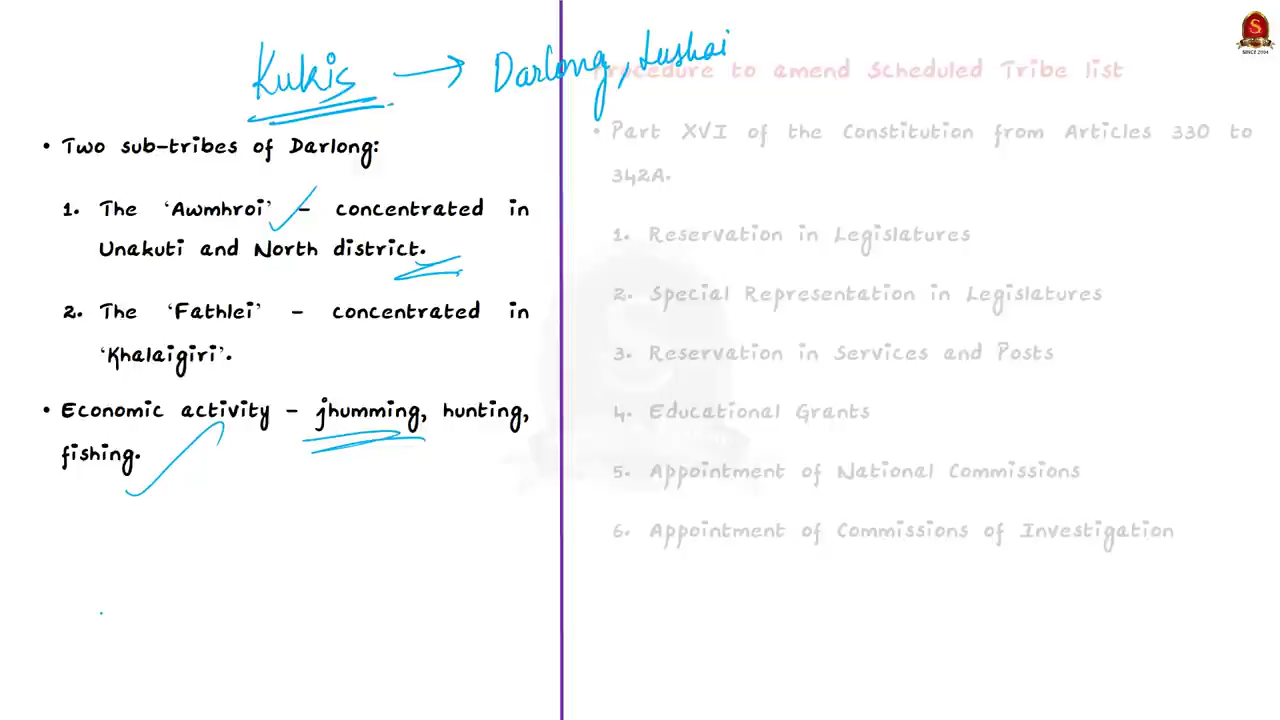 Kukis → Darlong, Lushai
• Two sub-tribes of Darlong:
1. The ‘Awmhroi’ – concentrated in
Unakuti and North district.
2. The ‘Fathlei’ – concentrated in
‘Khalaigiri’.
• Economic activity – jhumming, hunting,
fishing.
Procedure to amend Scheduled Tribe list
• Part XVI of the Constitution from Articles 330 to
342A.
1. Reservation in Legislatures
2. Special Representation in Legislatures
3. Reservation in Services and Posts
4. Educational Grants
5. Appointment of National Commissions
6. Appointment of Commissions of Investigation
S
SINCE 2004